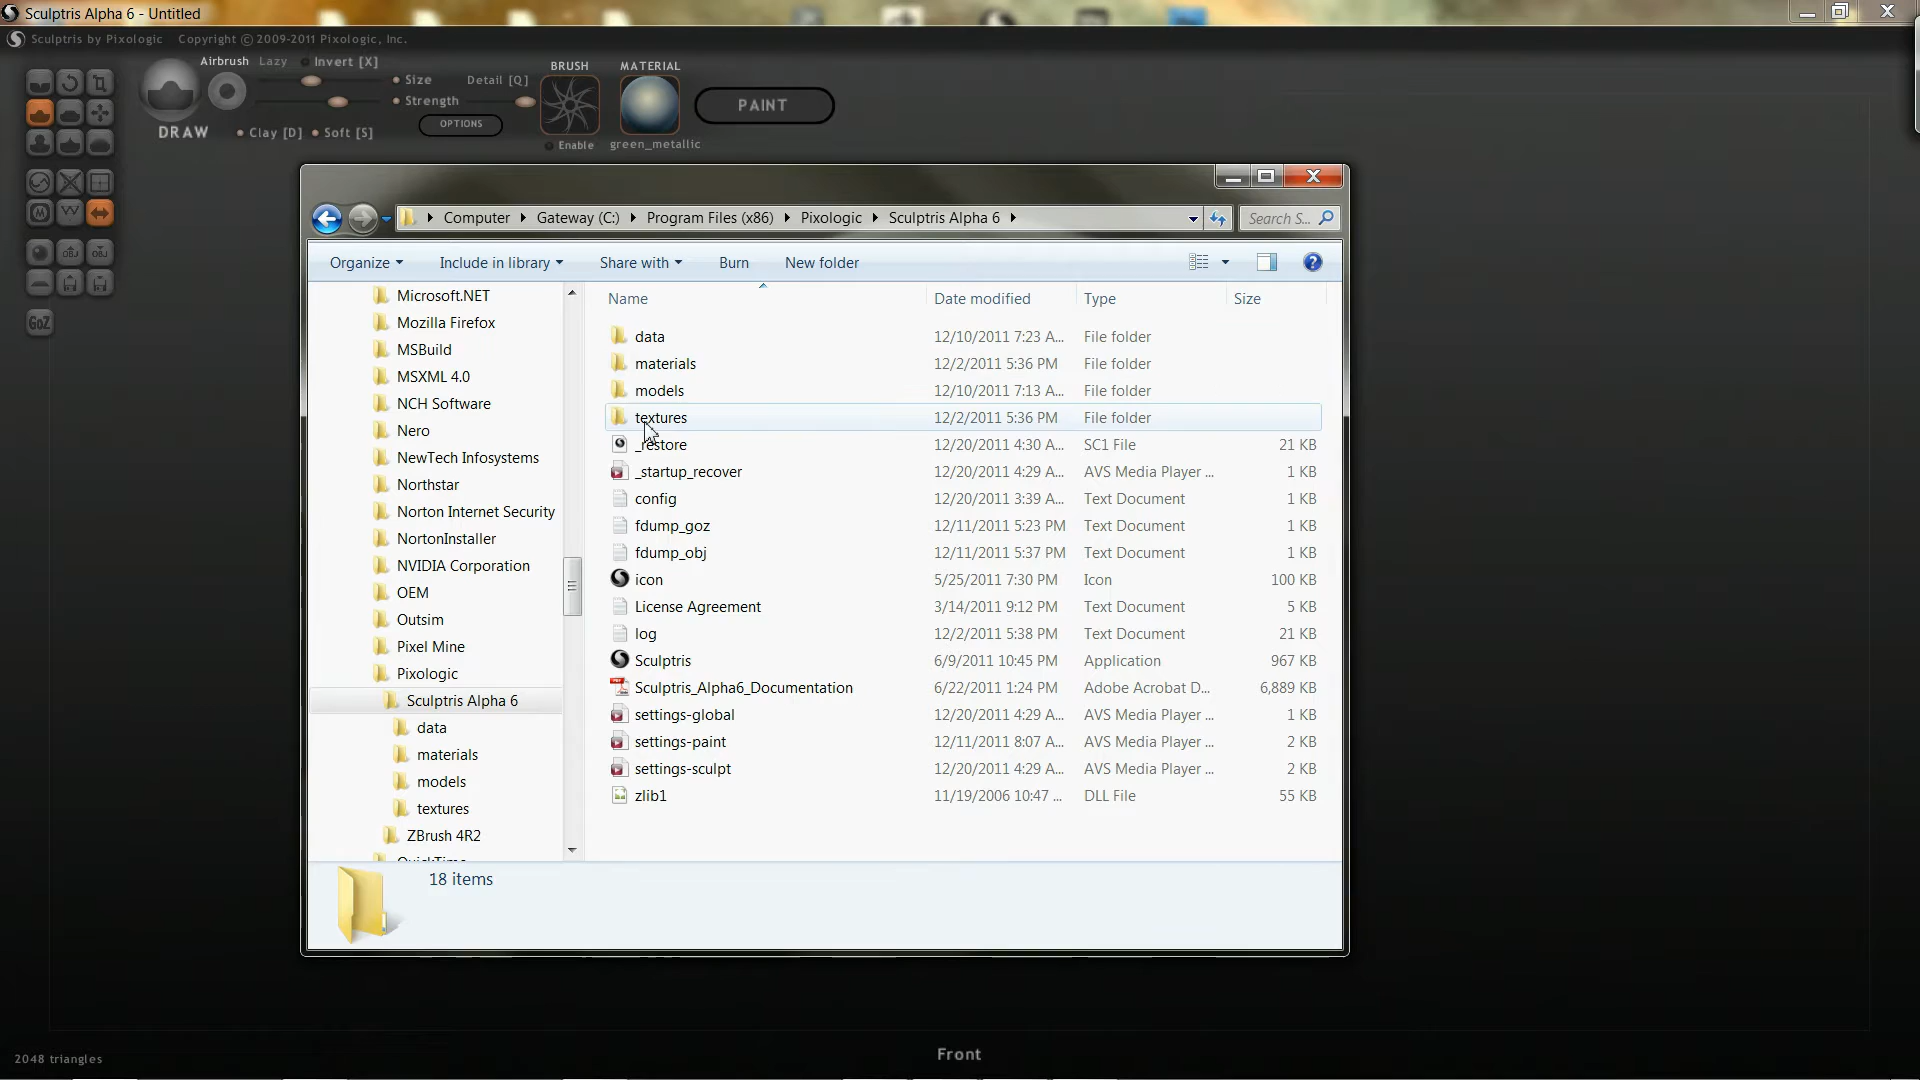 Sculptris Alpha 6 - Untitled
Sculptris by Pixologic Copyright © 2009-2011 Pixologic, Inc.
Airbrush Lazy Invert [X]
Size Detail [Q]
Strength
OPTIONS
DRAW
Clay [D] Soft [S]
BRUSH
Enable
MATERIAL
green_metallic
PAINT
GoZ
Computer Gateway (C:) Program Files (x86) Pixologic Sculptris Alpha 6
Search S...
Organize Include in library Share with Burn New folder
Microsoft.NET
Mozilla Firefox
MSBuild
MSXML 4.0
NCH Software
Nero
NewTech Infosystems
Northstar
Norton Internet Security
NortonInstaller
NVIDIA Corporation
OEM
Outsim
Pixel Mine
Pixologic
Sculptris Alpha 6
data
materials
models
textures
ZBrush 4R2
QuickTime
Name Date modified Type Size
data 12/10/2011 7:23 A... File folder
materials 12/2/2011 5:36 PM File folder
models 12/10/2011 7:13 A... File folder
textures 12/2/2011 5:36 PM File folder
_restore 12/20/2011 4:30 A... SC1 File 21 KB
_startup_recover 12/20/2011 4:29 A... AVS Media Player ... 1 KB
config 12/20/2011 3:39 A... Text Document 1 KB
fdump_goz 12/11/2011 5:23 PM Text Document 1 KB
fdump_obj 12/11/2011 5:37 PM Text Document 1 KB
icon 5/25/2011 7:30 PM Icon 100 KB
License Agreement 3/14/2011 9:12 PM Text Document 5 KB
log 12/2/2011 5:38 PM Text Document 21 KB
Sculptris 6/9/2011 10:45 PM Application 967 KB
Sculptris_Alpha6_Documentation 6/22/2011 1:24 PM Adobe Acrobat D... 6,889 KB
settings-global 12/20/2011 4:29 A... AVS Media Player ... 1 KB
settings-paint 12/11/2011 8:07 A... AVS Media Player ... 2 KB
settings-sculpt 12/20/2011 4:29 A... AVS Media Player ... 2 KB
zlib1 11/19/2006 10:47 ... DLL File 55 KB
18 items
2048 triangles
Front